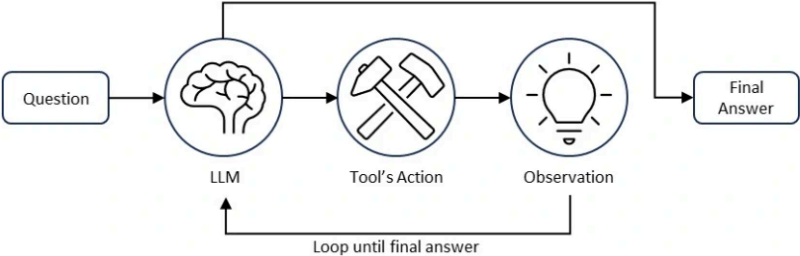 Question
LLM
Tool’s Action
Observation
Final
Answer
Loop until final answer